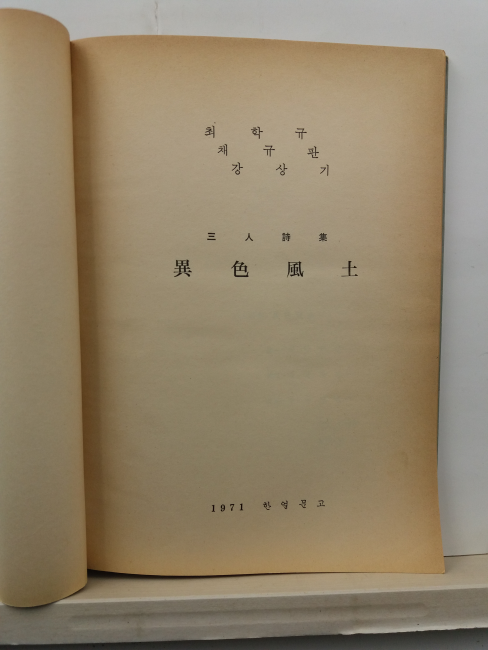 최 학 규
채 규 판
강 상 기
三 人 詩 集
異 色 風 土
1971 한 얼 문 고